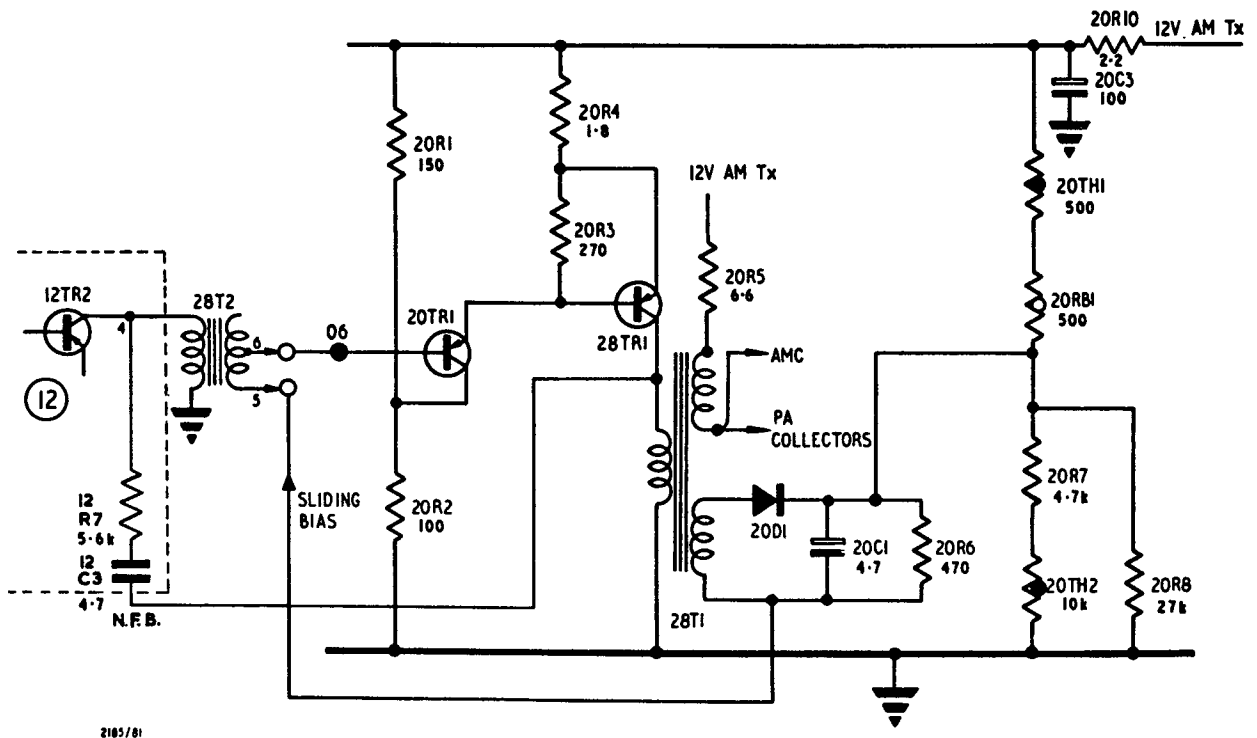 20R10
12V. AM Tx
2·2
20C3
100
20R4
1·8
20R1
150
12V AM Tx
20TH1
500
20R3
270
20R5
6·6
12TR2
28T2
4
20TR1
28TR1
20RB1
500
6
06
5
AMC
PA
COLLECTORS
12
SLIDING
BIAS
20R2
100
20R7
4·7k
12
R7
5·6k
20D1
20C1
4·7
20R6
470
12
C3
4·7
N.F.B.
20TH2
10k
20R8
27k
28T1
2185/81